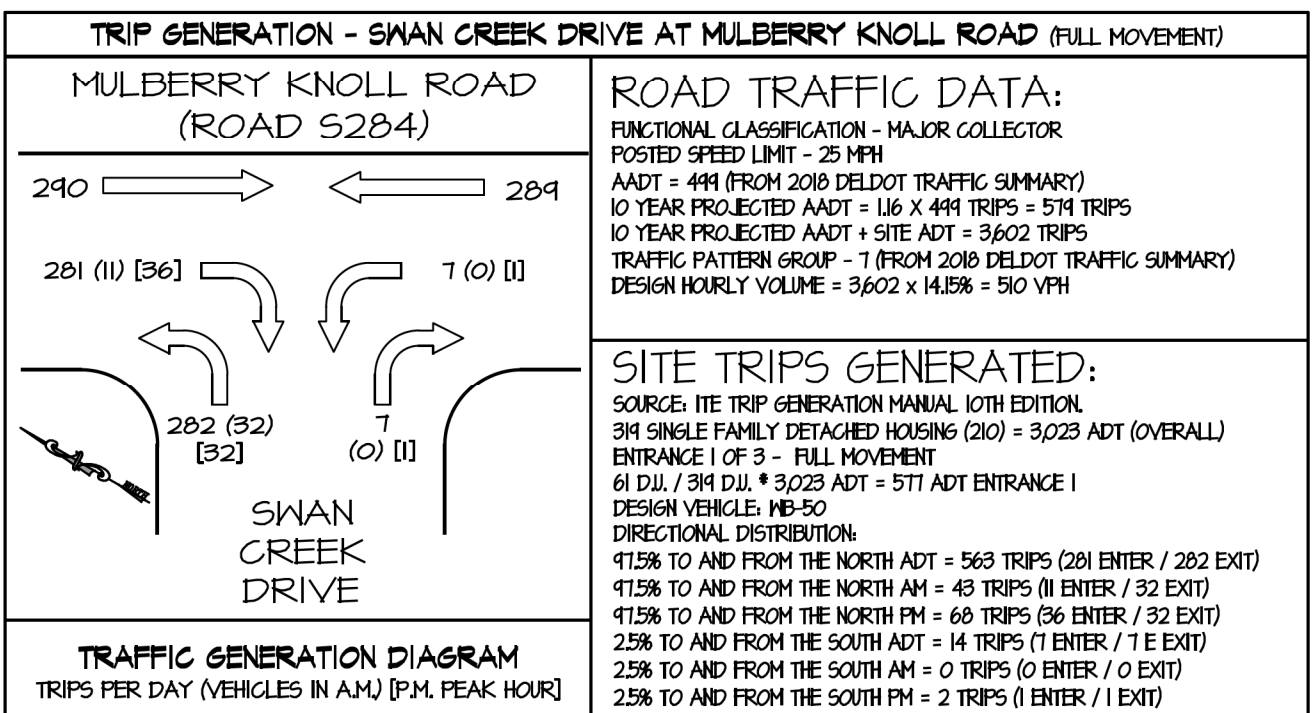 TRIP GENERATION - SWAN CREEK DRIVE AT MULBERRY KNOLL ROAD (FULL MOVEMENT)
MULBERRY KNOLL ROAD
(ROAD S284)
290
289
281 (11) [36]
7 (0) [1]
282 (32)
[32]
7
(0) [1]
NORTH
SWAN
CREEK
DRIVE
TRAFFIC GENERATION DIAGRAM
TRIPS PER DAY (VEHICLES IN A.M.) [P.M. PEAK HOUR]
ROAD TRAFFIC DATA:
FUNCTIONAL CLASSIFICATION - MAJOR COLLECTOR
POSTED SPEED LIMIT - 25 MPH
AADT = 499 (FROM 2018 DELDOT TRAFFIC SUMMARY)
10 YEAR PROJECTED AADT = 1.16 X 499 TRIPS = 579 TRIPS
10 YEAR PROJECTED AADT + SITE ADT = 3,602 TRIPS
TRAFFIC PATTERN GROUP - 7 (FROM 2018 DELDOT TRAFFIC SUMMARY)
DESIGN HOURLY VOLUME = 3,602 x 14.15% = 510 VPH
SITE TRIPS GENERATED:
SOURCE: ITE TRIP GENERATION MANUAL 10TH EDITION.
319 SINGLE FAMILY DETACHED HOUSING (210) = 3,023 ADT (OVERALL)
ENTRANCE 1 OF 3 - FULL MOVEMENT
61 D.U. / 319 D.U. * 3,023 ADT = 577 ADT ENTRANCE 1
DESIGN VEHICLE: WB-50
DIRECTIONAL DISTRIBUTION:
97.5% TO AND FROM THE NORTH ADT = 563 TRIPS (281 ENTER / 282 EXIT)
97.5% TO AND FROM THE NORTH AM = 43 TRIPS (11 ENTER / 32 EXIT)
97.5% TO AND FROM THE NORTH PM = 68 TRIPS (36 ENTER / 32 EXIT)
2.5% TO AND FROM THE SOUTH ADT = 14 TRIPS (7 ENTER / 7 E EXIT)
2.5% TO AND FROM THE SOUTH AM = 0 TRIPS (0 ENTER / 0 EXIT)
2.5% TO AND FROM THE SOUTH PM = 2 TRIPS (1 ENTER / 1 EXIT)